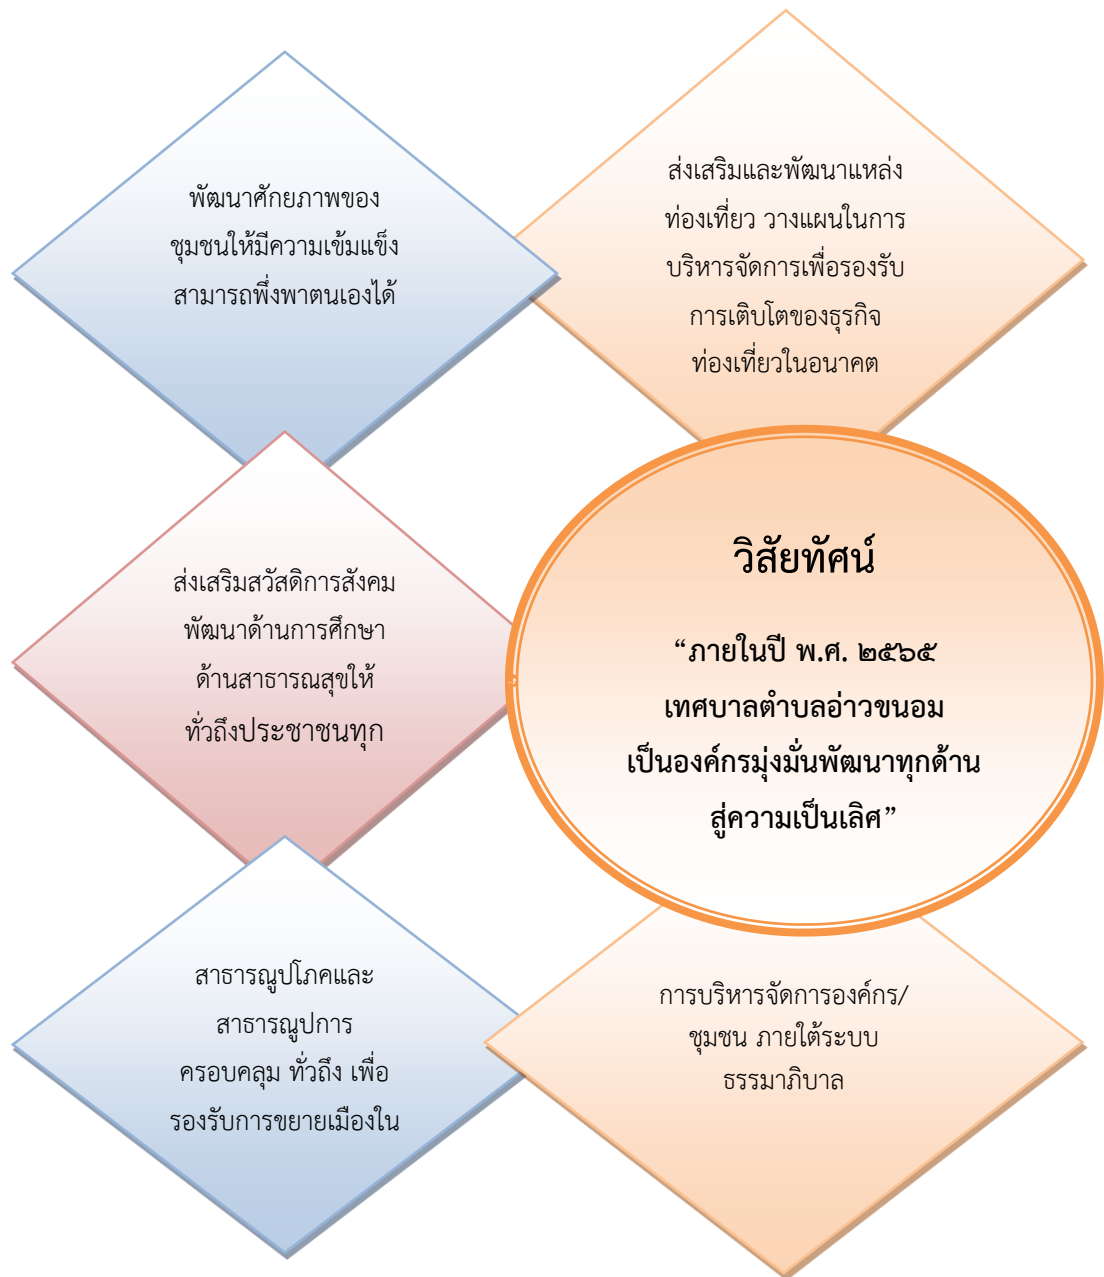 พัฒนาศักยภาพของ
ชุมชนให้มีความเข้มแข็ง
สามารถพึ่งพาตนเองได้
ส่งเสริมและพัฒนาแหล่ง
ท่องเที่ยว วางแผนในการ
บริหารจัดการเพื่อรองรับ
การเติบโตของธุรกิจ
ท่องเที่ยวในอนาคต
ส่งเสริมสวัสดิการสังคม
พัฒนาด้านการศึกษา
ด้านสาธารณสุขให้
ทั่วถึงประชาชนทุก
วิสัยทัศน์
“ภายในปี พ.ศ. ๒๕๖๕
เทศบาลตำบลอ่าวขนอม
เป็นองค์กรมุ่งมั่นพัฒนาทุกด้าน
สู่ความเป็นเลิศ”
สาธารณูปโภคและ
สาธารณูปการ
ครอบคลุม ทั่วถึง เพื่อ
รองรับการขยายเมืองใน
การบริหารจัดการองค์กร/
ชุมชน ภายใต้ระบบ
ธรรมาภิบาล